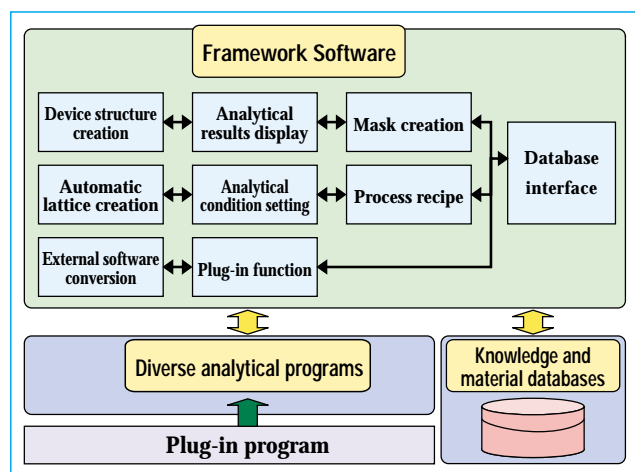 Framework Software
Device structure
creation
Analytical
results display
Mask creation
Database
interface
Automatic
lattice creation
Analytical
condition setting
Process recipe
External software
conversion
Plug-in function
Diverse analytical programs
Knowledge and
material databases
Plug-in program